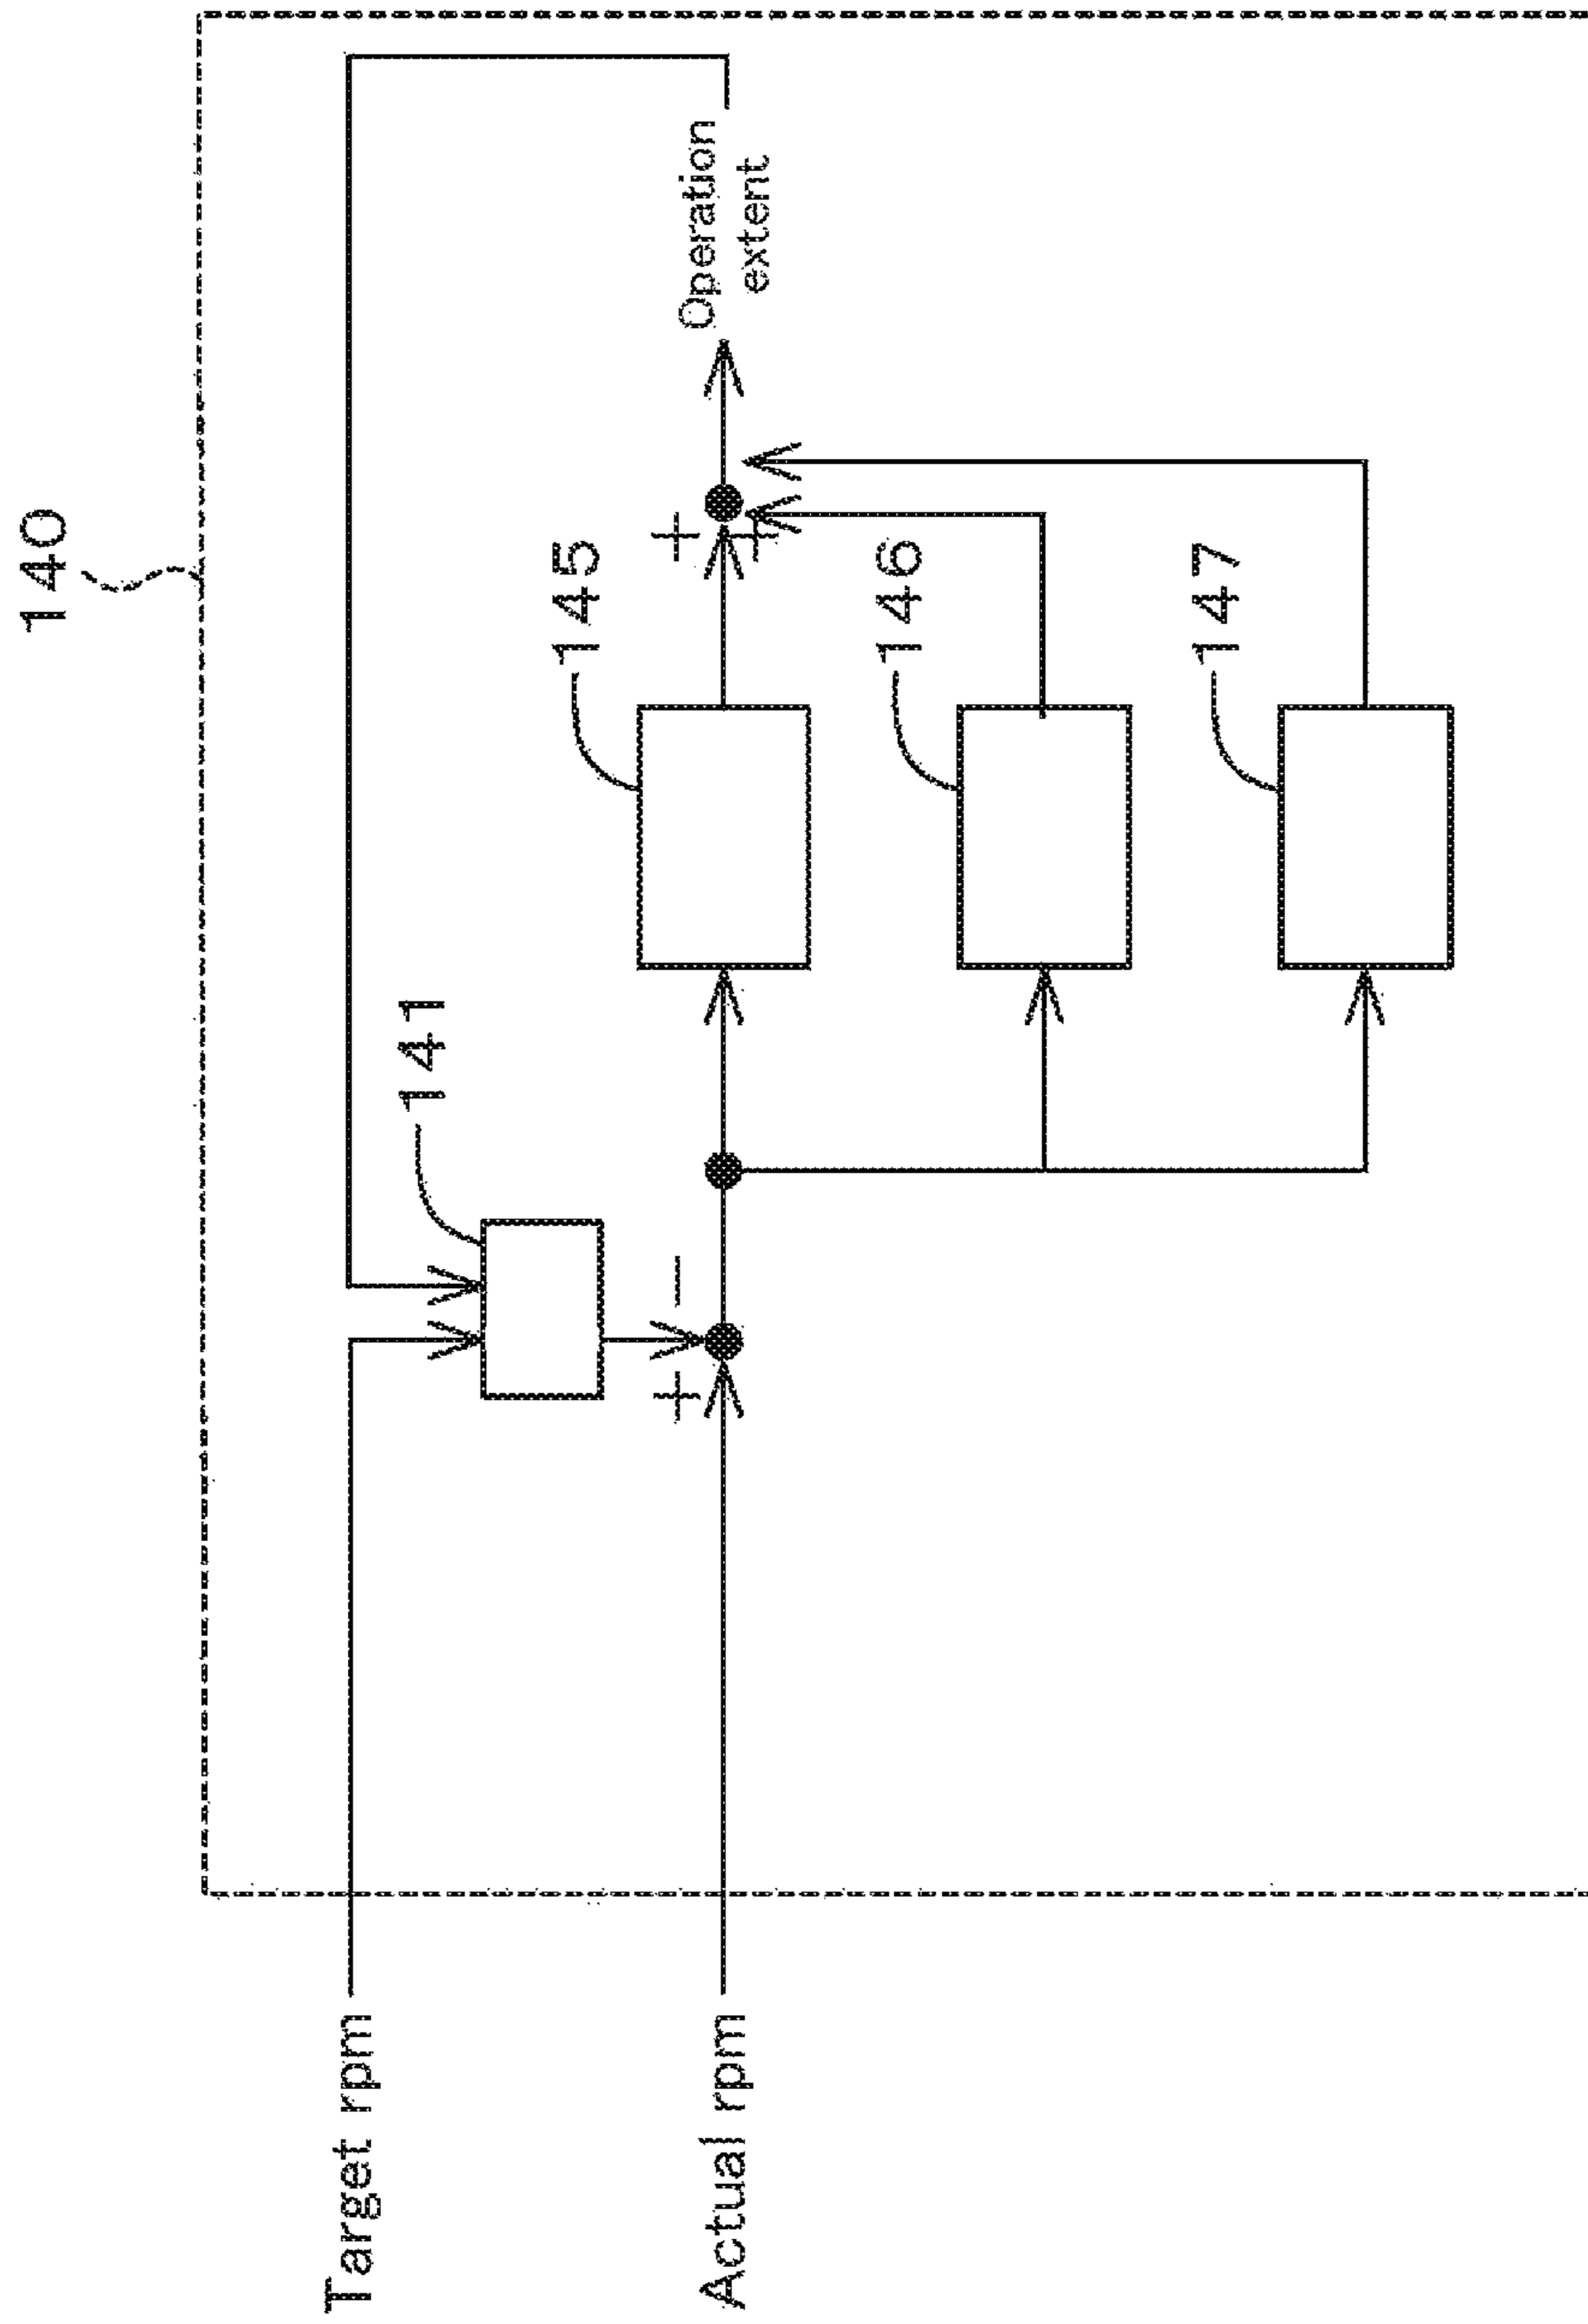 140
Target rpm
141
+
-
Actual rpm
145
+
+
Operation
extent
146
147